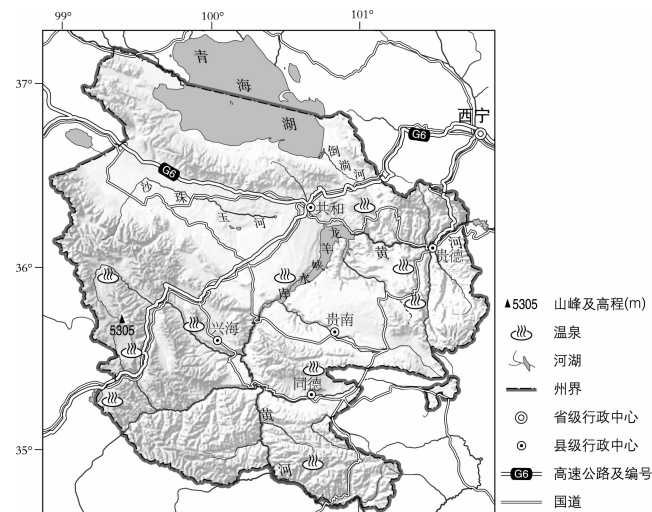 99°
100°
101°
37°
36°
35°
青海湖
西宁
G6
G6
倒淌河
沙珠玉河
共和
龙羊峡水库
黄河
贵德
5305
兴海
贵南
同德
黄河
▲5305 山峰及高程(m)
温泉
河湖
州界
省级行政中心
县级行政中心
G6 高速公路及编号
国道